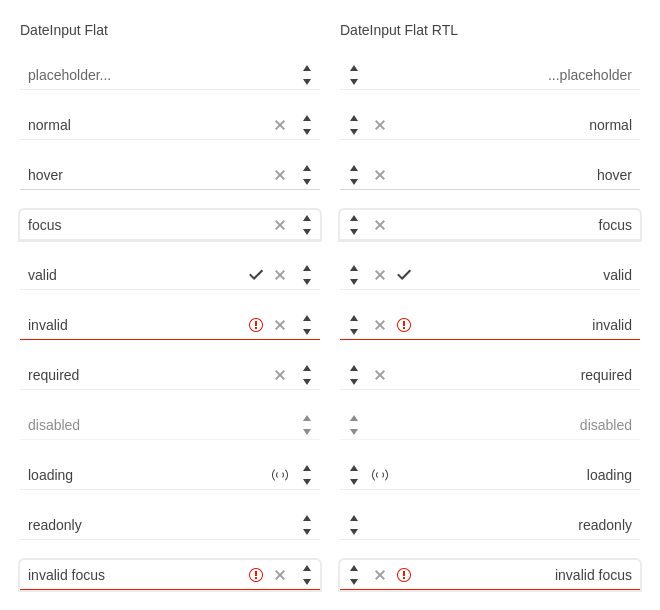 DateInput Flat
placeholder...
normal
hover
focus
valid
invalid
required
disabled
loading
readonly
invalid focus
DateInput Flat RTL
...placeholder
normal
hover
focus
valid
invalid
required
disabled
loading
readonly
invalid focus